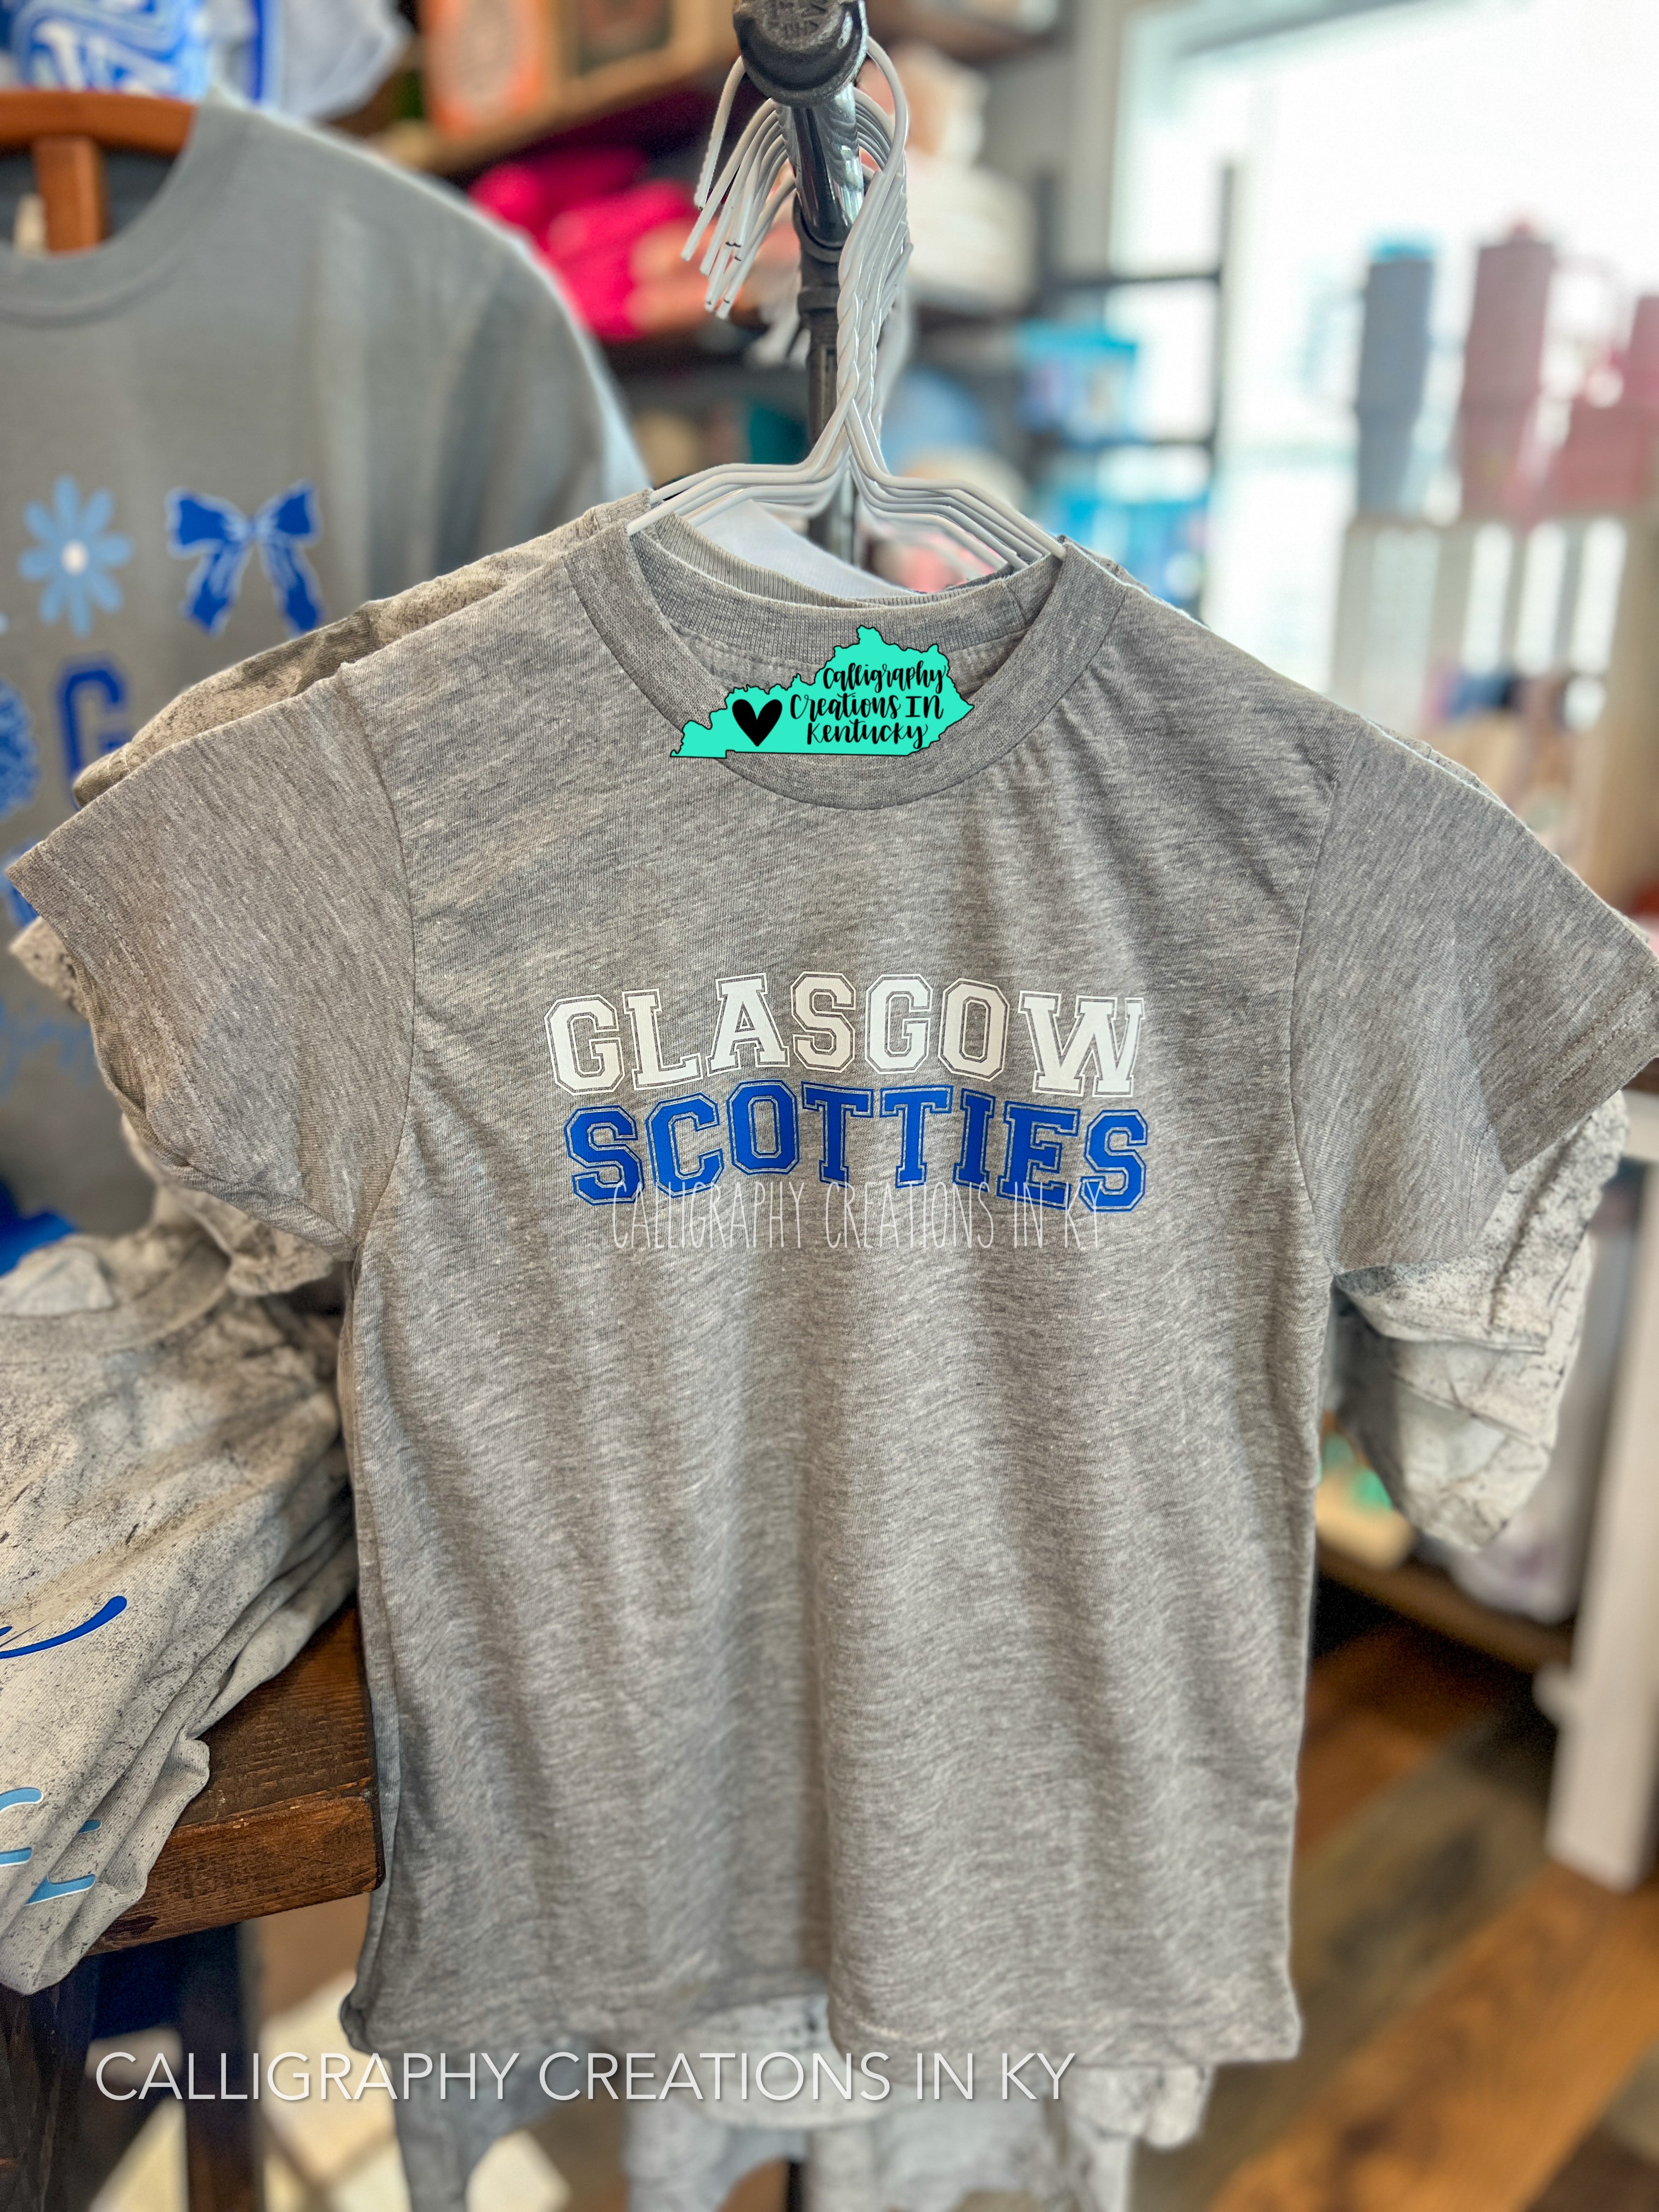 Calligraphy
Creations IN
Kentucky
G
GLASGOW
SCOTTIES
CALLIGRAPHY CREATIONS IN KY
CALLIGRAPHY CREATIONS IN KY